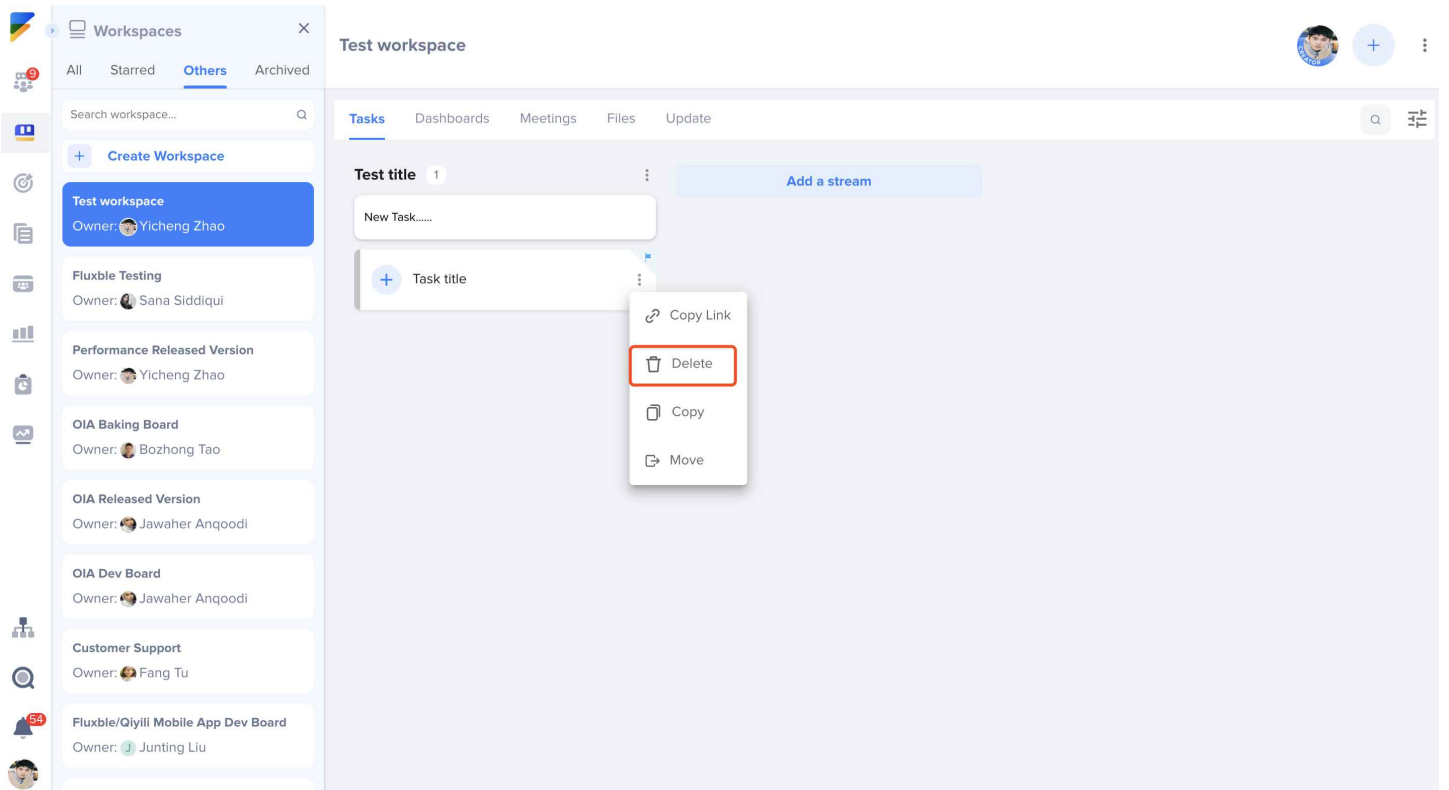 9
54
Workspaces
All Starred Others Archived
Search workspace...
+ Create Workspace
Test workspace
Owner: Yicheng Zhao
Fluxble Testing
Owner: Sana Siddiqui
Performance Released Version
Owner: Yicheng Zhao
OIA Baking Board
Owner: Bozhong Tao
OIA Released Version
Owner: Jawaher Anqoodi
OIA Dev Board
Owner: Jawaher Anqoodi
Customer Support
Owner: Fang Tu
Fluxble/Qiyili Mobile App Dev Board
Owner: J Junting Liu
Test workspace
CREATOR
+
Tasks Dashboards Meetings Files Update
Test title 1
Add a stream
New Task......
+ Task title
Copy Link
Delete
Copy
Move